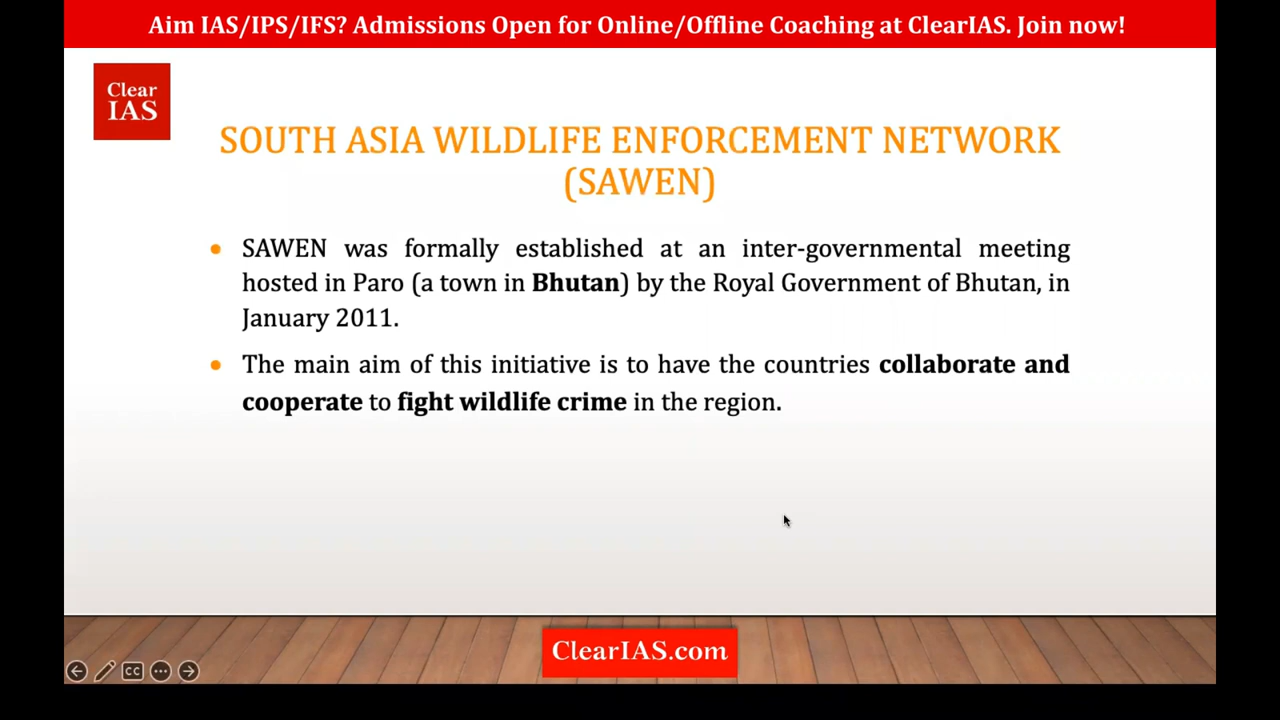 Aim IAS/IPS/IFS? Admissions Open for Online/Offline Coaching at ClearIAS. Join now!
Clear
IAS
SOUTH ASIA WILDLIFE ENFORCEMENT NETWORK
(SAWEN)
SAWEN was formally established at an inter-governmental meeting
hosted in Paro (a town in Bhutan) by the Royal Government of Bhutan, in
January 2011.
The main aim of this initiative is to have the countries collaborate and
cooperate to fight wildlife crime in the region.
ClearIAS.com
CC